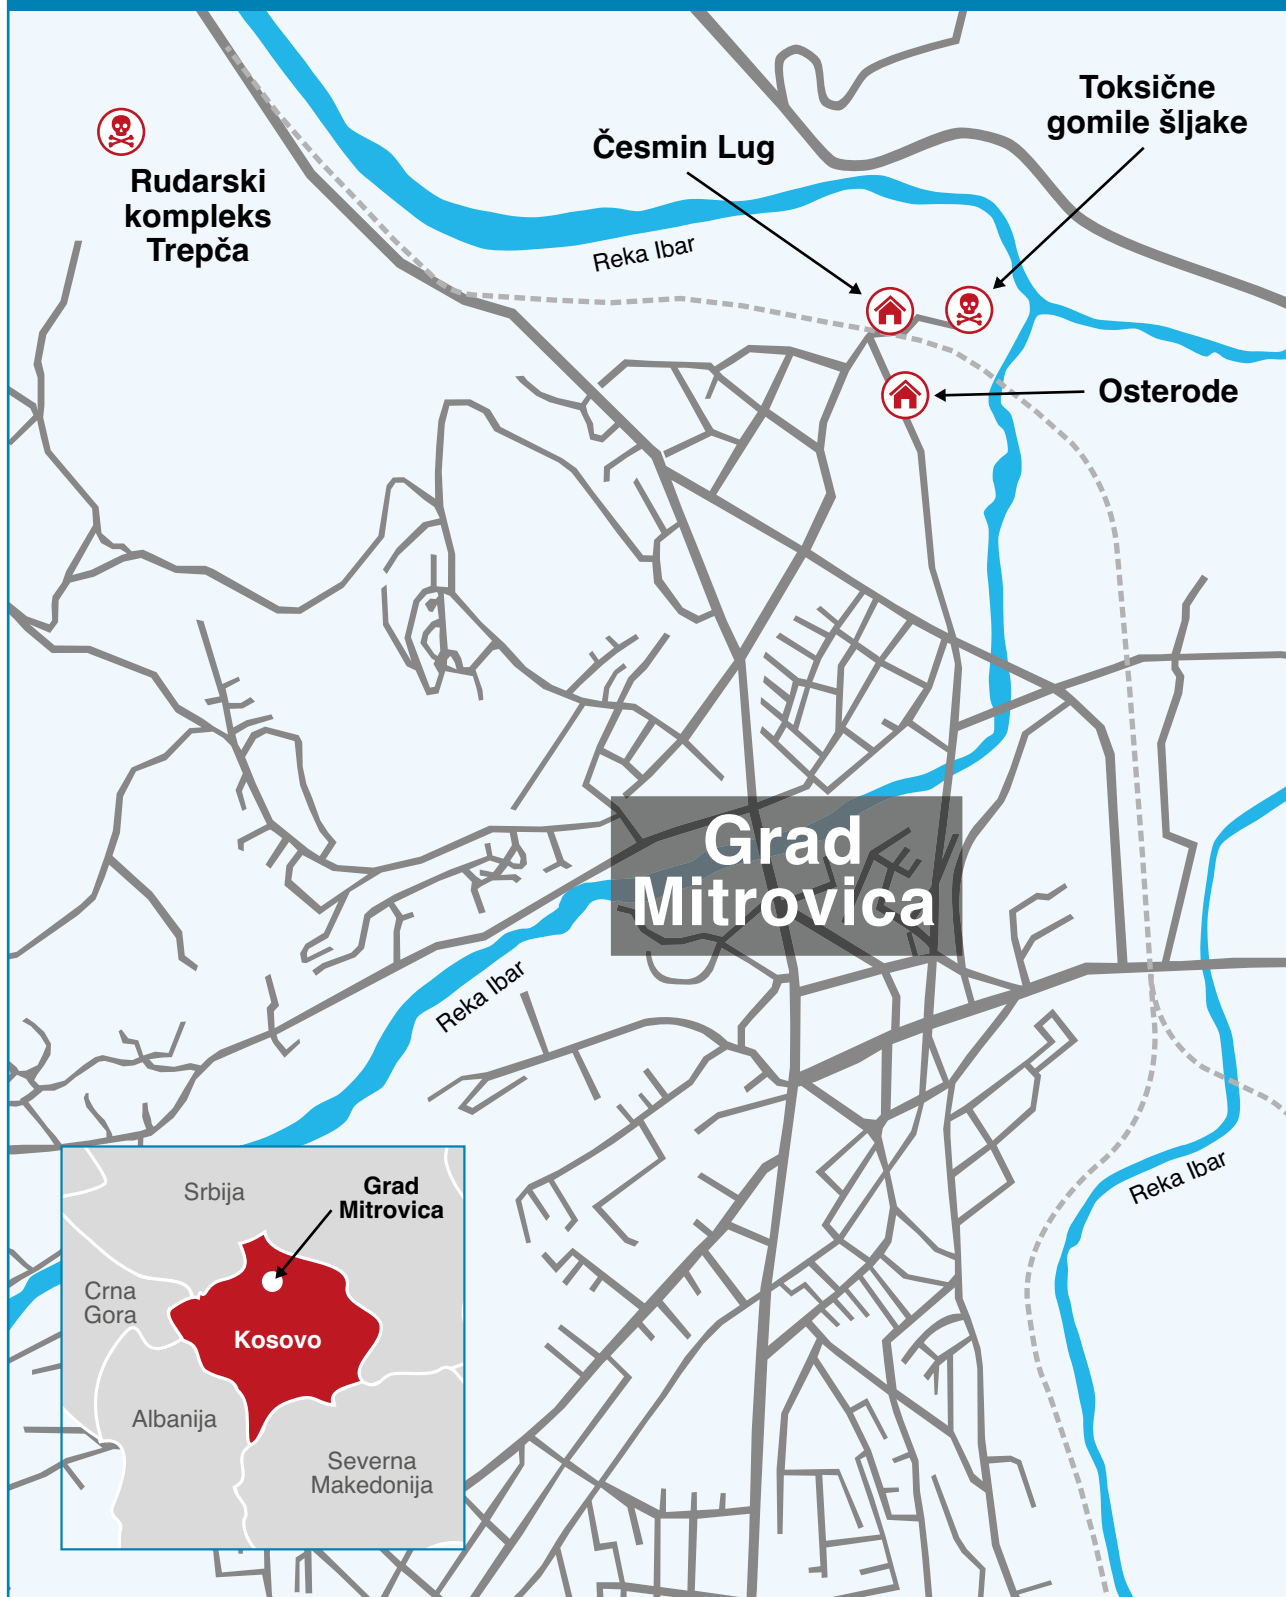 Toksične
gomile šljake
Česmin Lug
Rudarski
kompleks
Trepča
Reka Ibar
Osterode
Grad
Mitrovica
Reka Ibar
Reka Ibar
Srbija
Grad
Mitrovica
Crna
Gora
Kosovo
Albanija
Severna
Makedonija